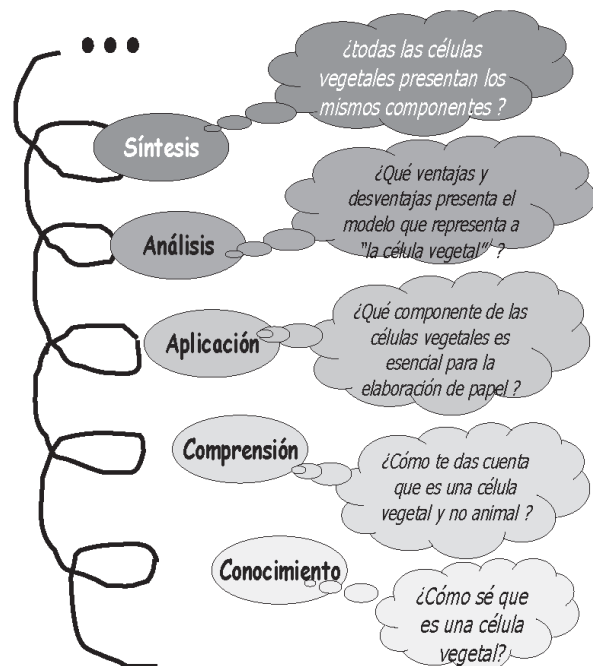 ¿todas las células
vegetales presentan los
mismos componentes ?
Síntesis
¿Qué ventajas y
desventajas presenta el
modelo que representa a
"la célula vegetal" ?
Análisis
¿Qué componente de las
células vegetales es
esencial para la
elaboración de papel ?
Aplicación
Comprensión
¿Cómo te das cuenta
que es una célula
vegetal y no animal ?
Conocimiento
¿Cómo sé que
es una célula
vegetal?